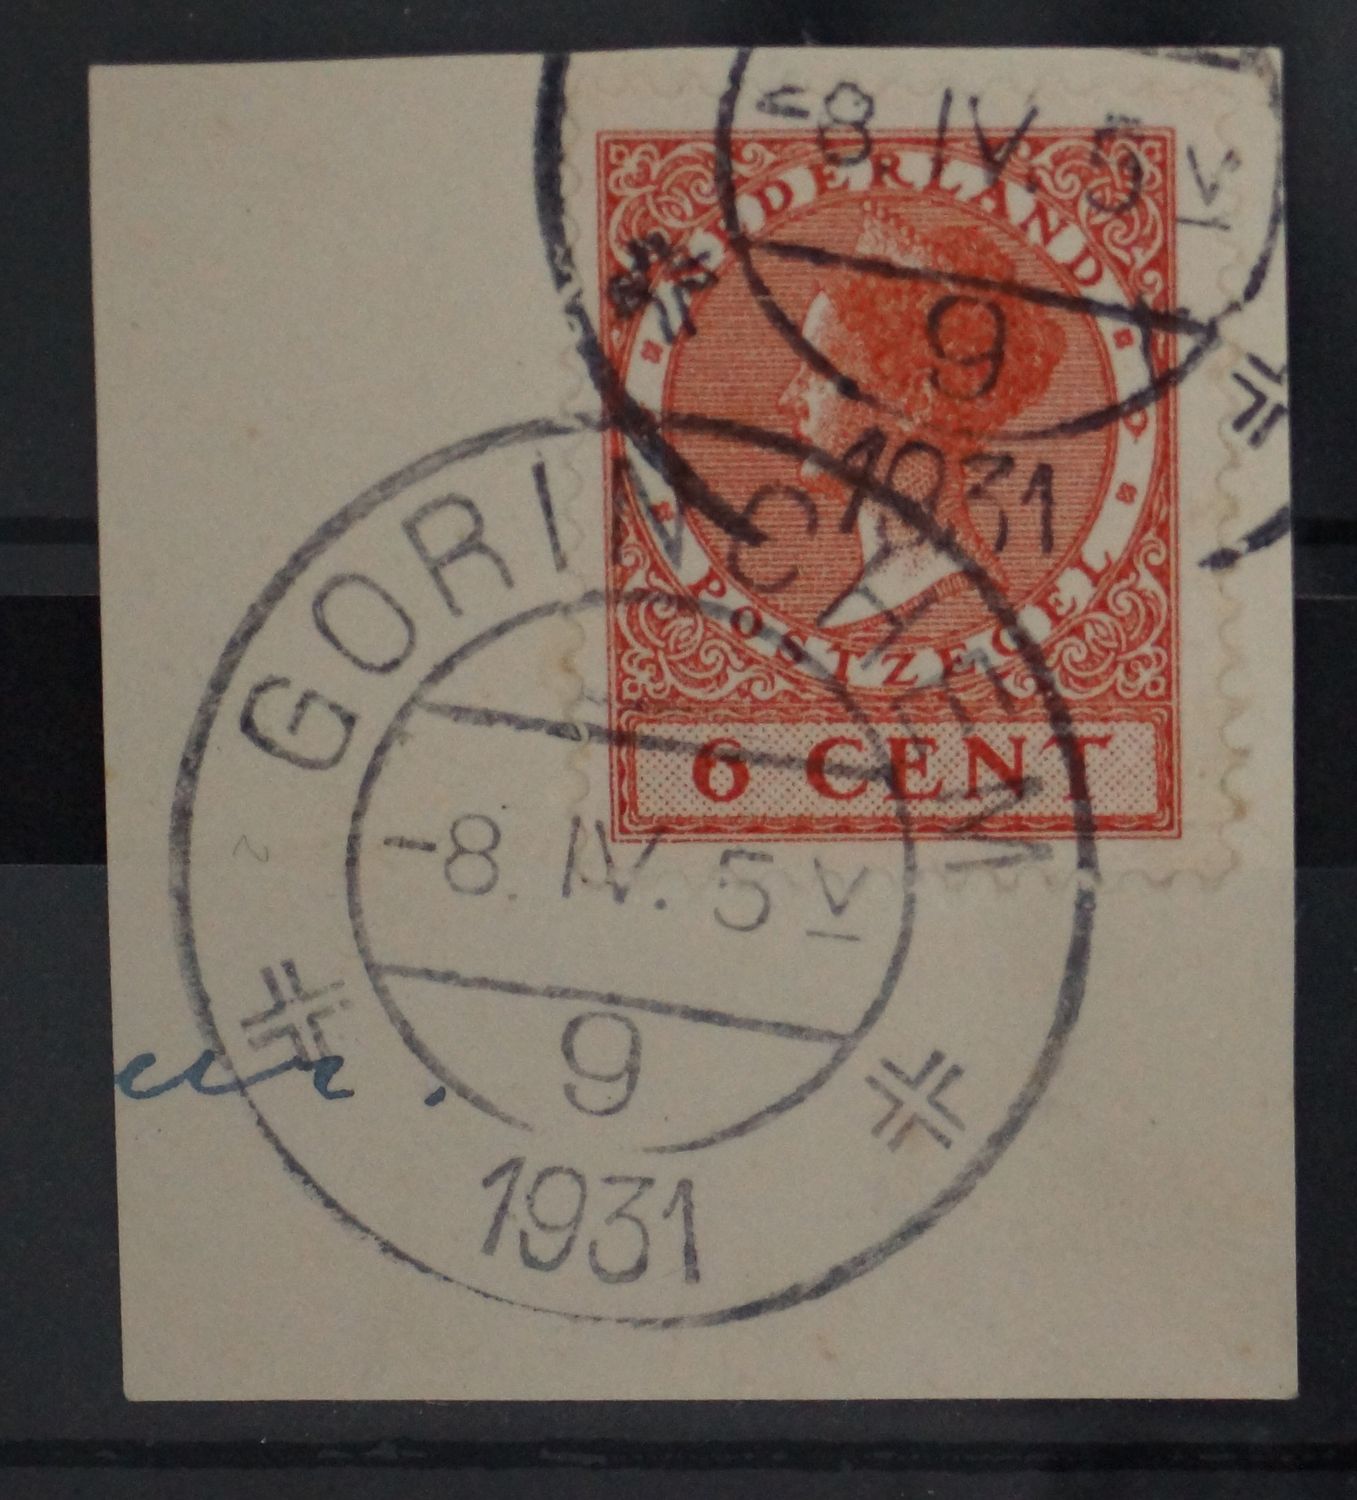 -8 IV. 5 V
NEDERLAND
9
1931
POSTZEGEL
6 CENT
GORINCHEM
-8. IV. 5 V
9
1931